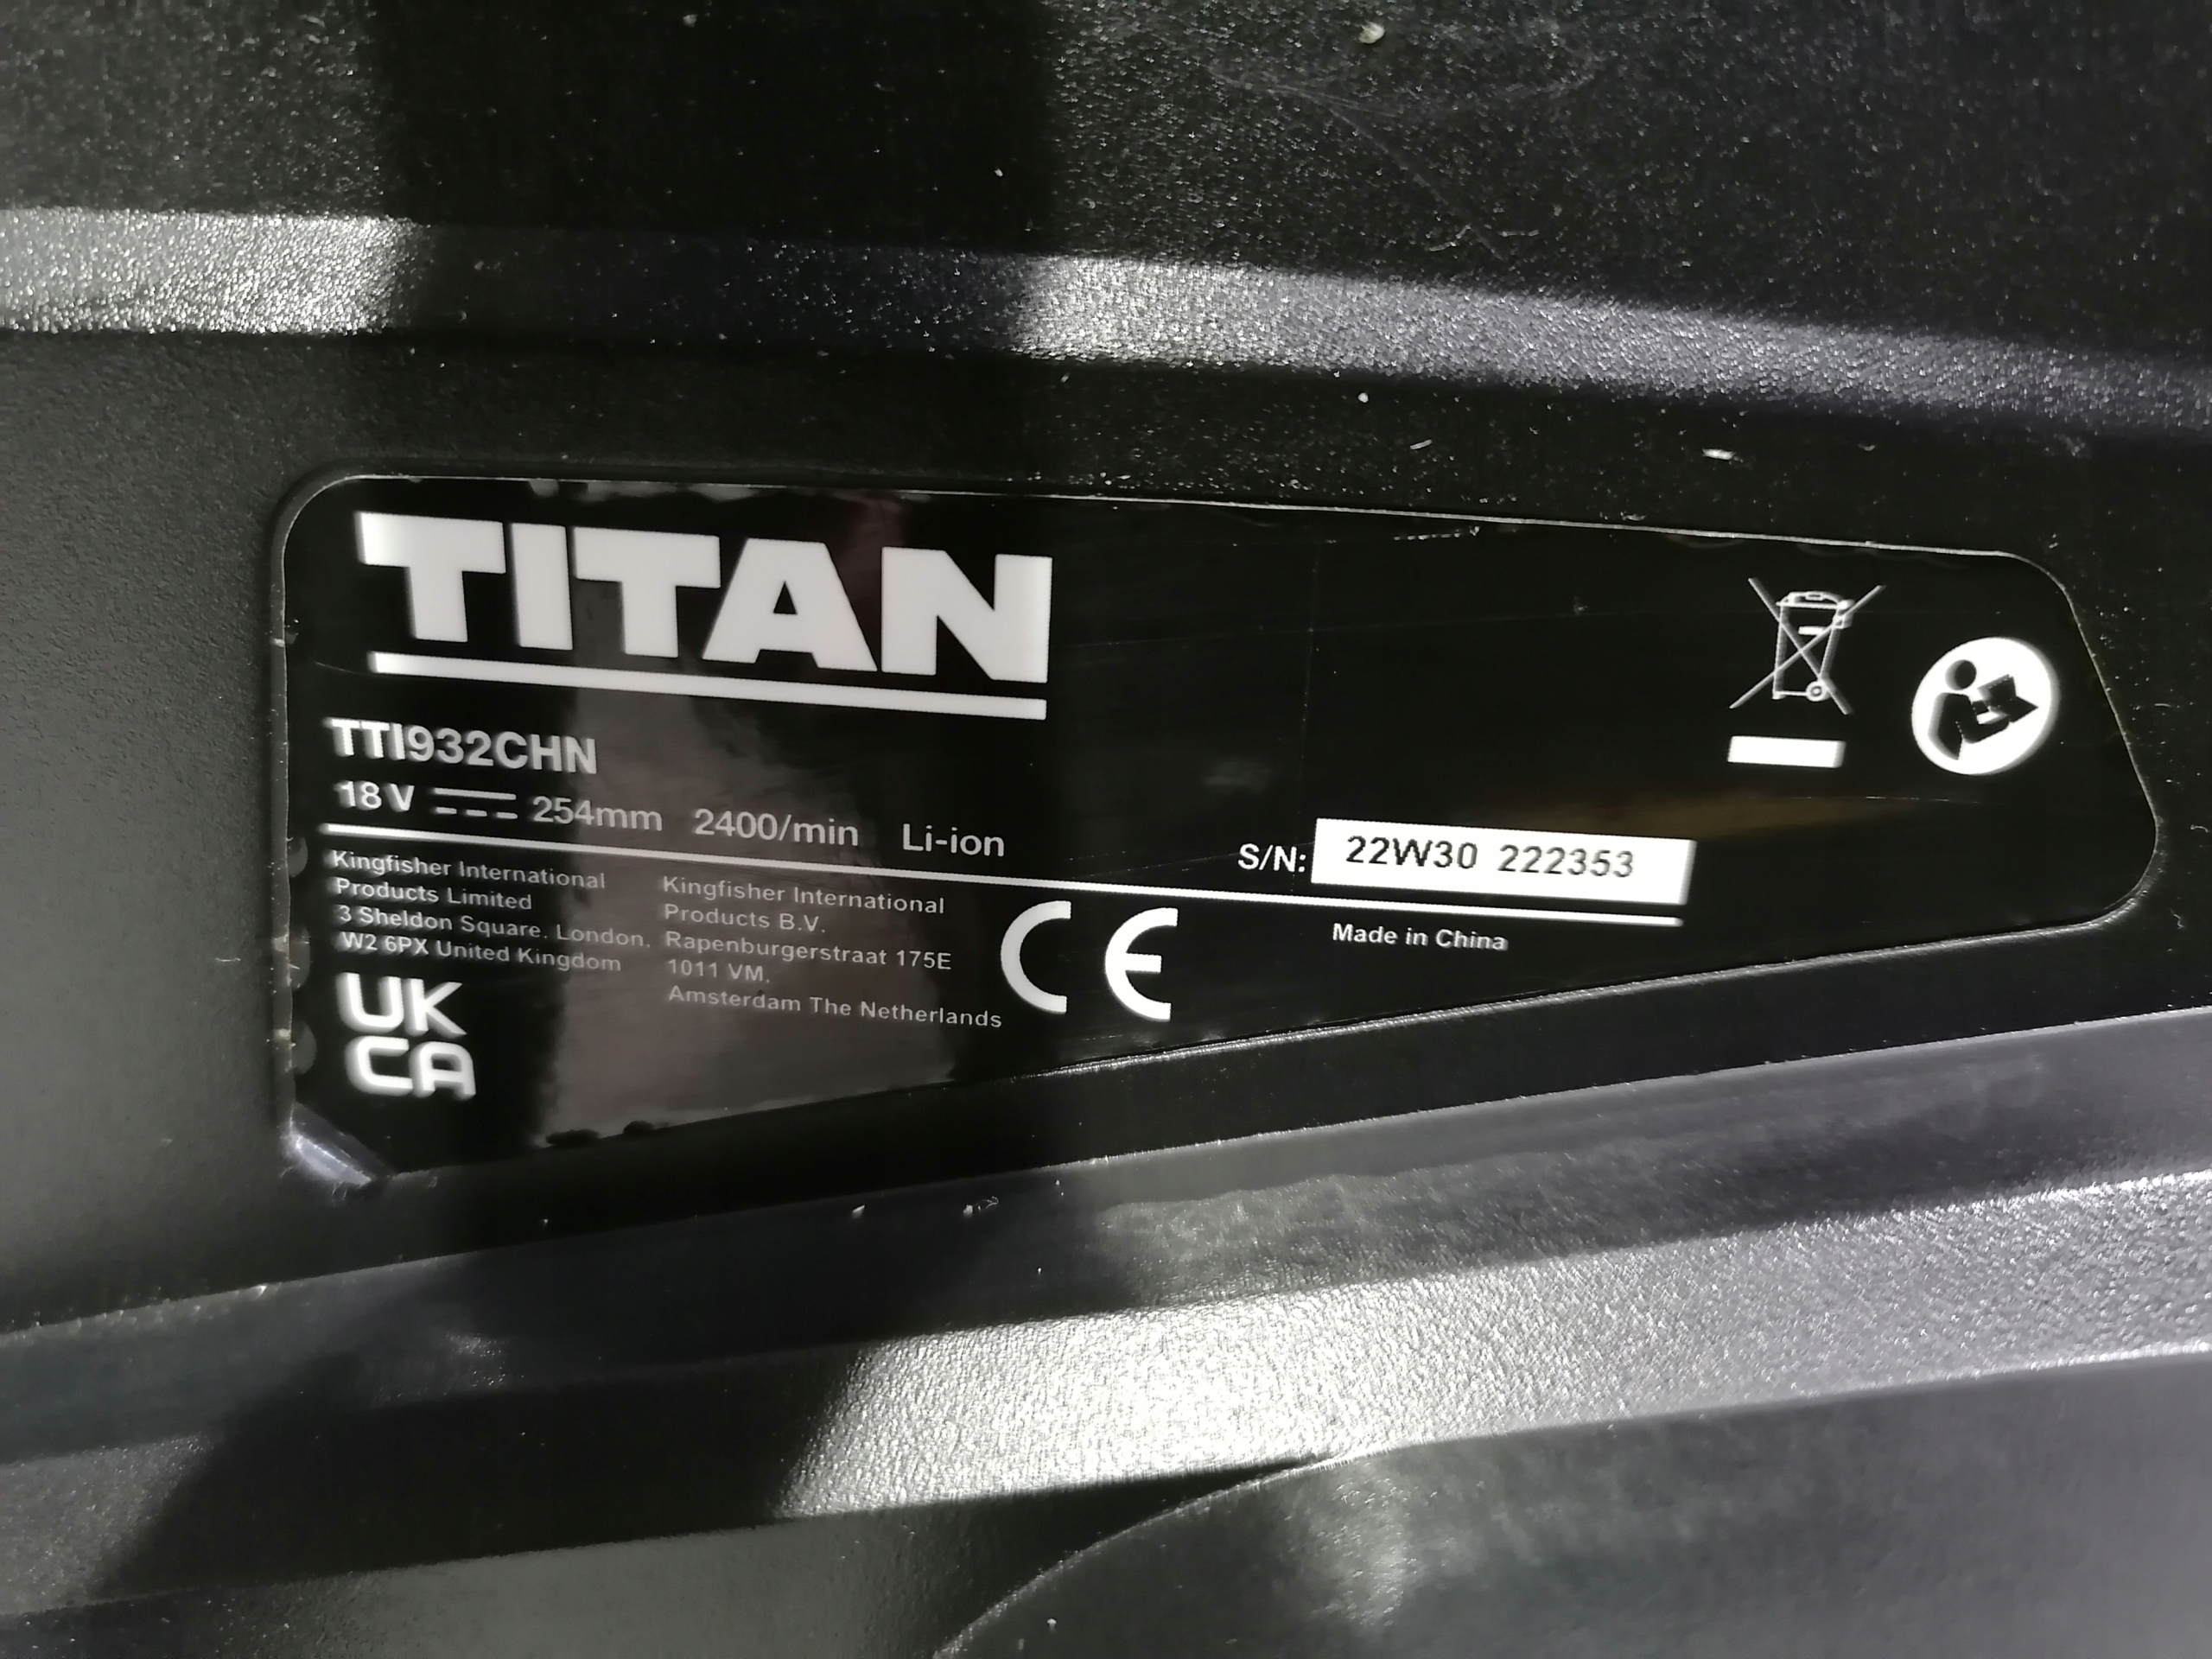 TITAN
TTI932CHN
18 V 254mm 2400/min Li-ion
S/N: 22W30 222353
Kingfisher International
Products Limited
3 Sheldon Square, London,
W2 6PX United Kingdom
Kingfisher International
Products B.V.
Rapenburgerstraat 175E
1011 VM,
Amsterdam The Netherlands
CE
Made in China
UK
CA